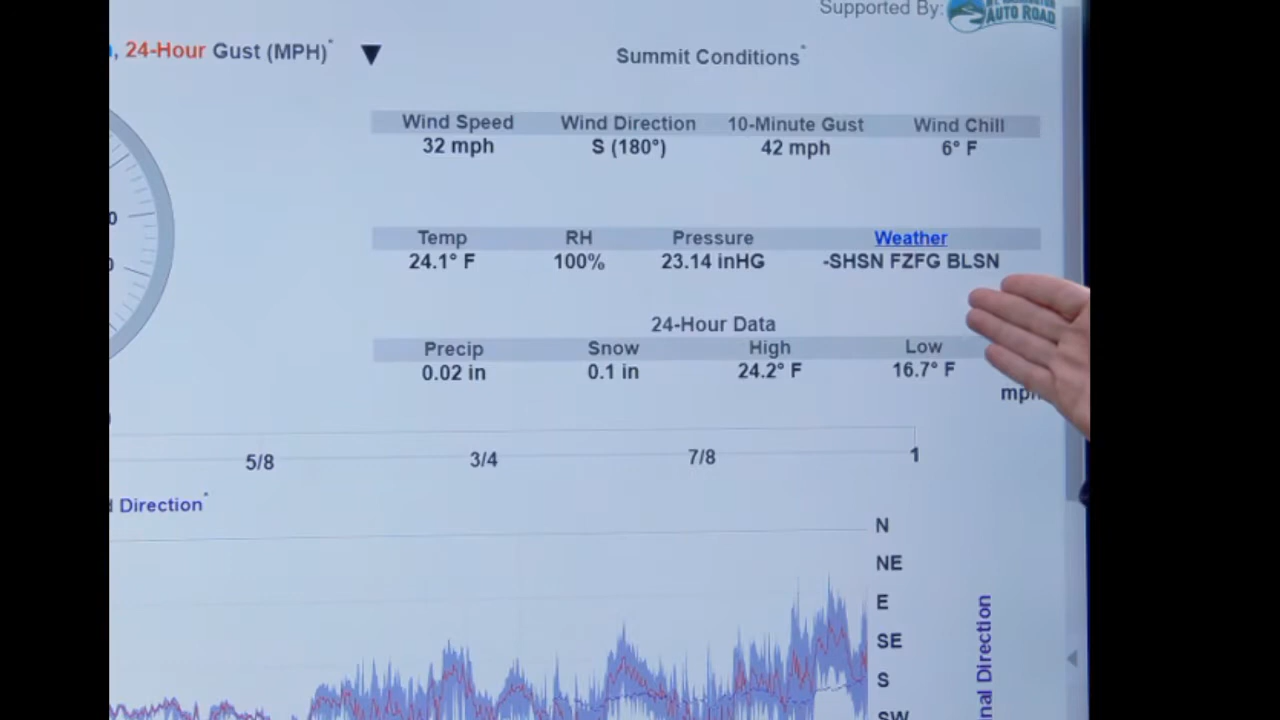 Supported By:
AUTO ROAD
, 24-Hour Gust (MPH)*
Summit Conditions*
Wind Speed Wind Direction 10-Minute Gust Wind Chill
32 mph S (180°) 42 mph 6° F
Temp RH Pressure Weather
24.1° F 100% 23.14 inHG -SHSN FZFG BLSN
24-Hour Data
Precip Snow High Low
0.02 in 0.1 in 24.2° F 16.7° F
mph
5/8 3/4 7/8 1
Direction*
N
NE
E
SE
S
SW
nal Direction